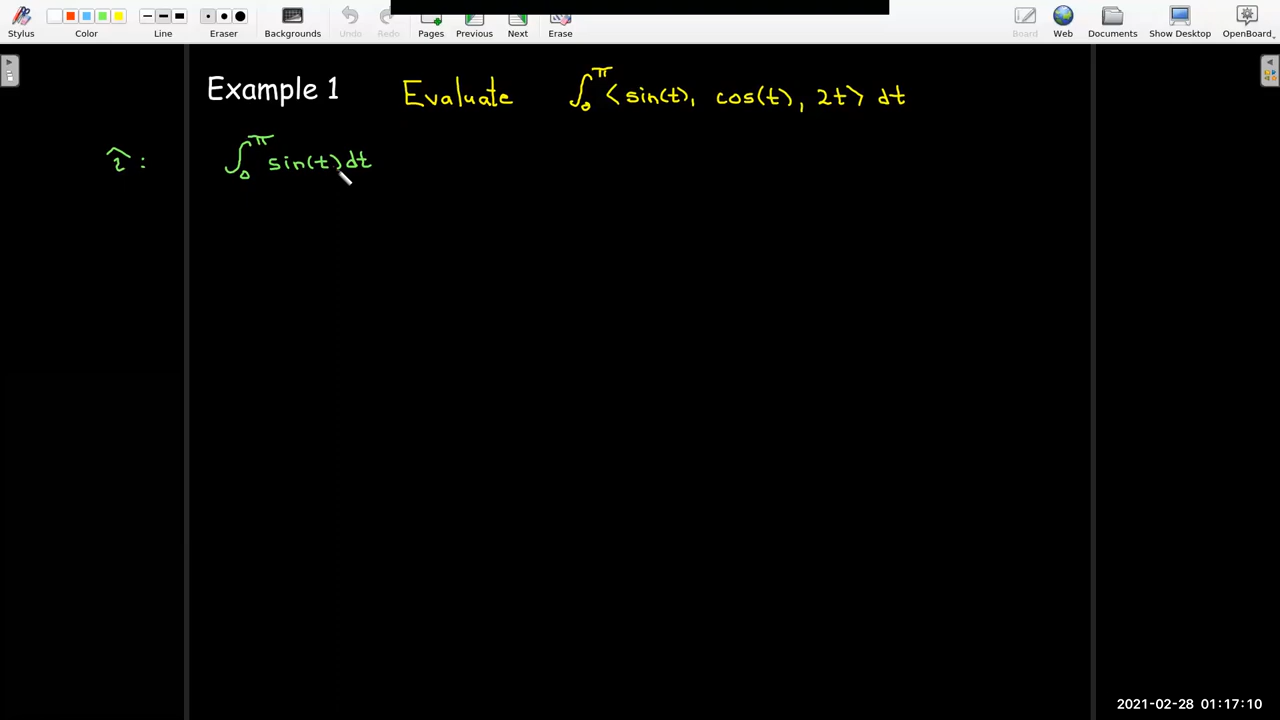 Stylus Color Line Eraser Backgrounds Undo Redo Pages Previous Next Erase Board Web Documents Show Desktop OpenBoard
Example 1 Evaluate ∫₀^π <sin(t), cos(t), 2t> dt
î : ∫₀^π sin(t)dt
2021-02-28 01:17:10